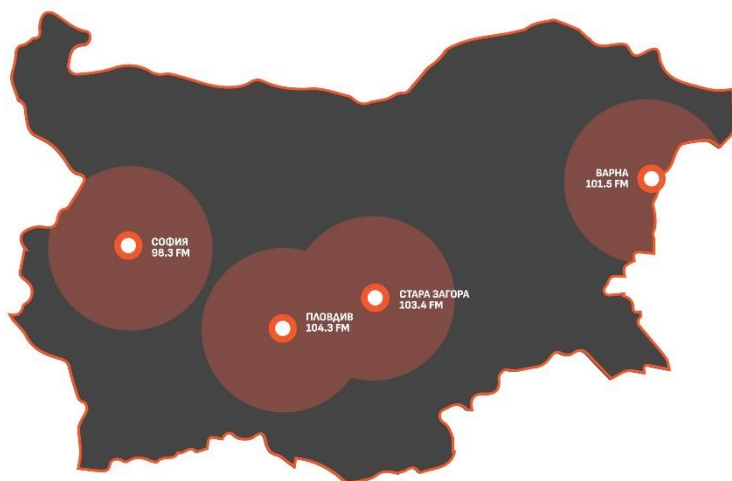 ВАРНА
101.5 FM
СОФИЯ
98.3 FM
СТАРА ЗАГОРА
103.4 FM
ПЛОВДИВ
104.3 FM